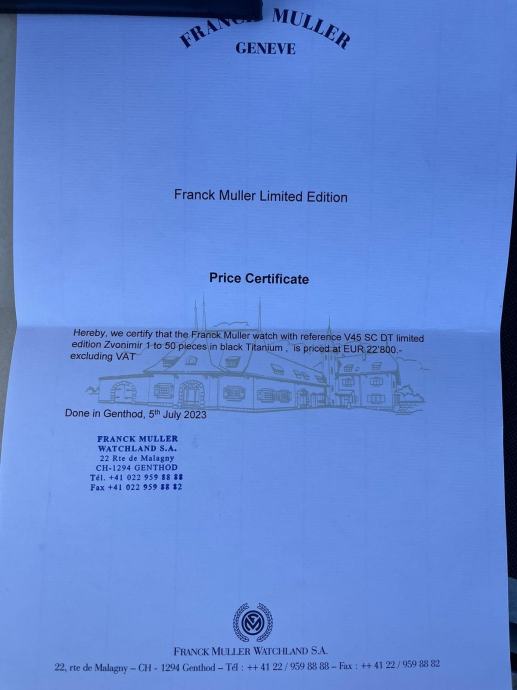 FRANCK MULLER
GENEVE
Franck Muller Limited Edition
Price Certificate
Hereby, we certify that the Franck Muller watch with reference V45 SC DT limited
edition Zvonimir 1 to 50 pieces in black Titanium , is priced at EUR 22'800.-
excluding VAT
Done in Genthod, 5th July 2023
FRANCK MULLER
WATCHLAND S.A.
22 Rte de Malagny
CH-1294 GENTHOD
Tél. +41 022 959 88 88
Fax +41 022 959 88 82
FRANCK MULLER WATCHLAND S.A.
22, rte de Malagny – CH - 1294 Genthod – Tél : ++ 41 22 / 959 88 88 – Fax : ++ 41 22 / 959 88 82